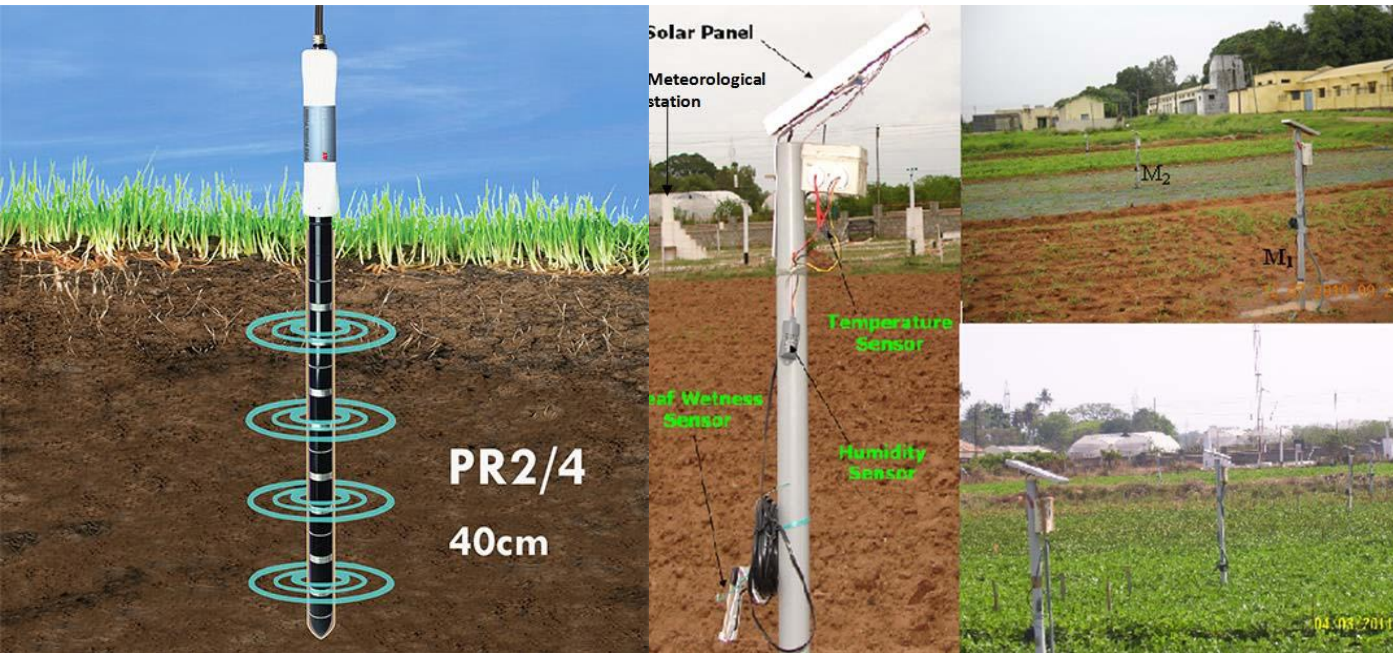 PR2/4
40cm
Solar Panel
Meteorological
station
Temperature
Sensor
eaf Wetness
Sensor
Humidity
Sensor
M₂
M₁
04 03 2011